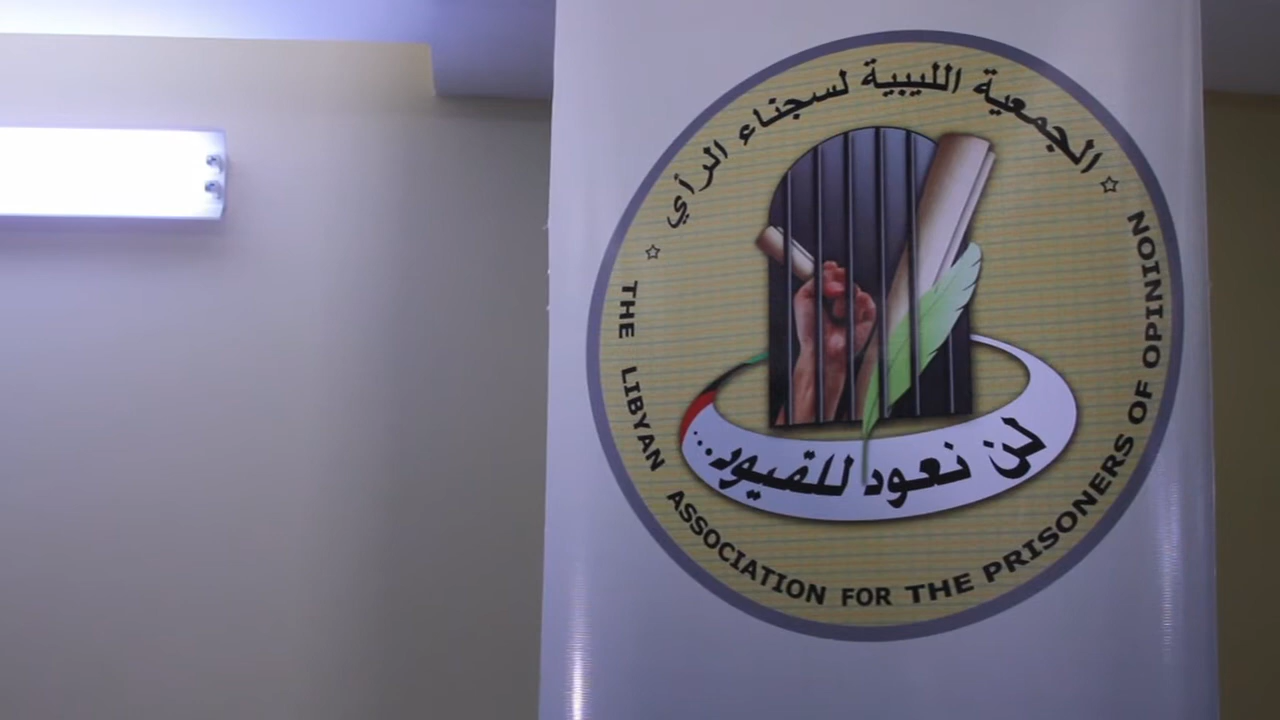 الجمعية الليبية لسجناء الرأي
لن نعود للقيود...
THE LIBYAN ASSOCIATION FOR THE PRISONERS OF OPINION